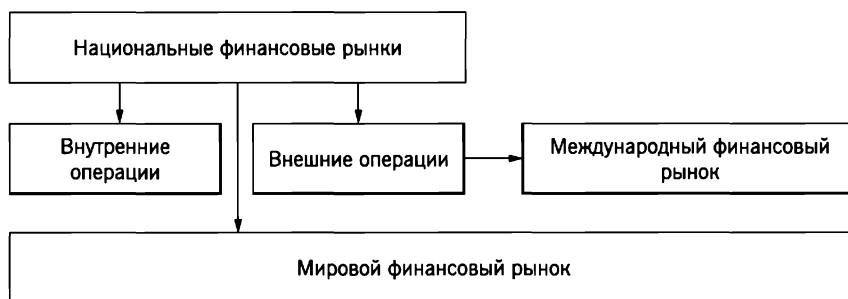 Национальные финансовые рынки
Внутренние
операции
Внешние операции
Международный финансовый
рынок
Мировой финансовый рынок